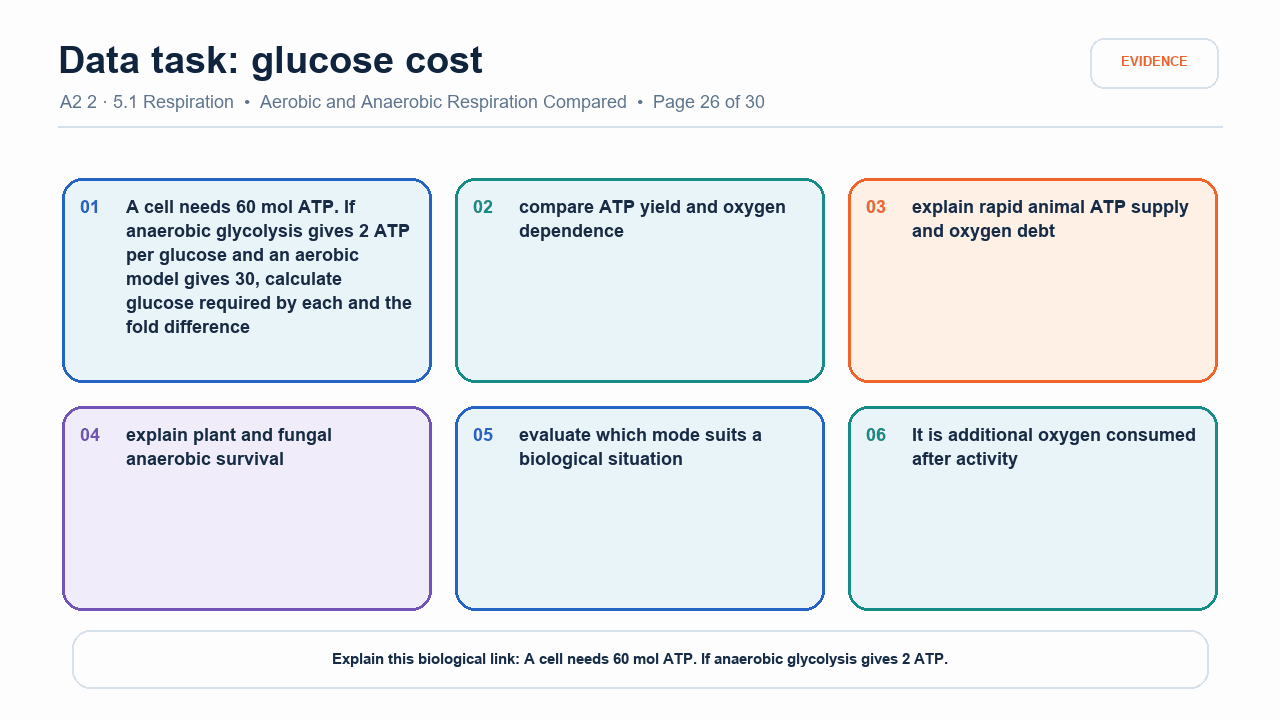 Data task: glucose cost
EVIDENCE
A2 2 · 5.1 Respiration • Aerobic and Anaerobic Respiration Compared • Page 26 of 30
01
A cell needs 60 mol ATP. If
anaerobic glycolysis gives 2 ATP
per glucose and an aerobic
model gives 30, calculate
glucose required by each and the
fold difference
02
compare ATP yield and oxygen
dependence
03
explain rapid animal ATP supply
and oxygen debt
04
explain plant and fungal
anaerobic survival
05
evaluate which mode suits a
biological situation
06
It is additional oxygen consumed
after activity
Explain this biological link: A cell needs 60 mol ATP. If anaerobic glycolysis gives 2 ATP.